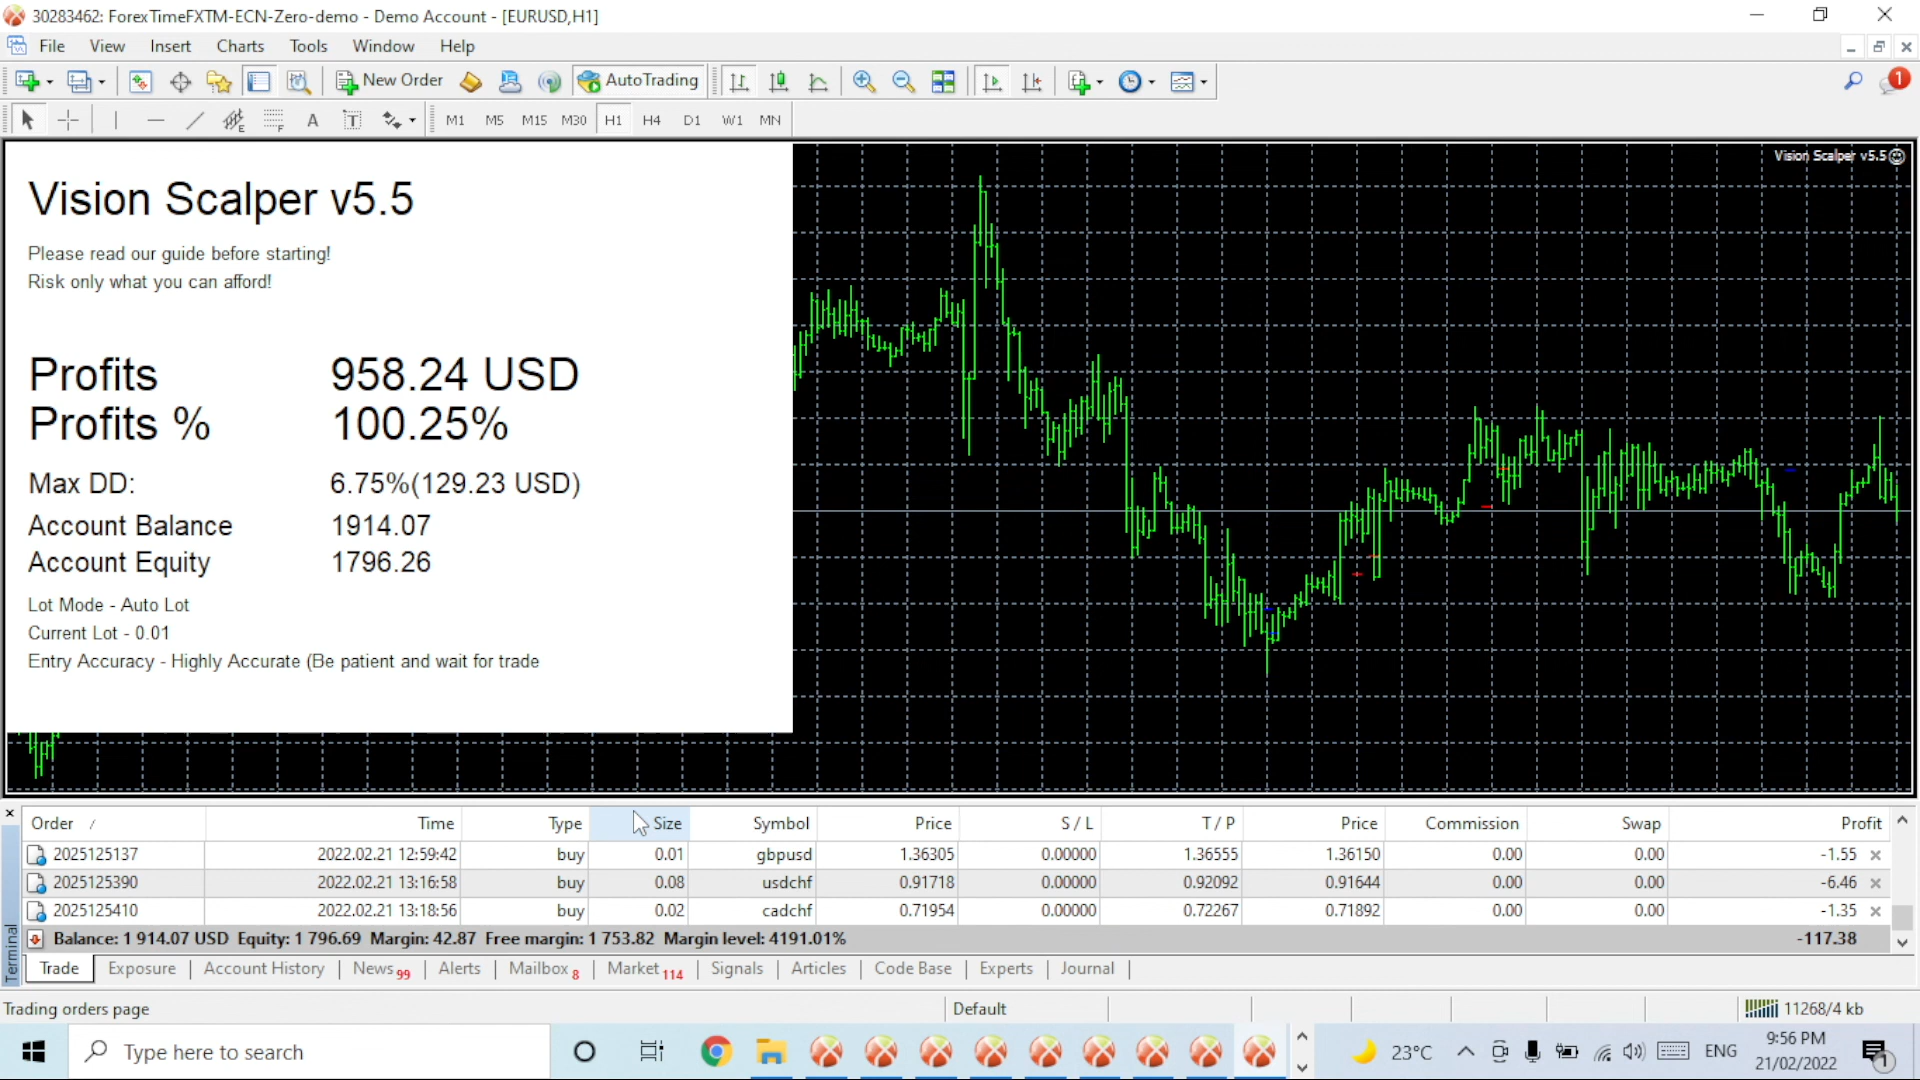 30283462: ForexTimeFXTM-ECN-Zero-demo - Demo Account - [EURUSD,H1]
File View Insert Charts Tools Window Help
New Order AutoTrading 1
E F A T M1 M5 M15 M30 H1 H4 D1 W1 MN
Vision Scalper v5.5
Vision Scalper v5.5
Please read our guide before starting!
Risk only what you can afford!
Profits 958.24 USD
Profits % 100.25%
Max DD: 6.75%(129.23 USD)
Account Balance 1914.07
Account Equity 1796.26
Lot Mode - Auto Lot
Current Lot - 0.01
Entry Accuracy - Highly Accurate (Be patient and wait for trade
Order / Time Type Size Symbol Price S / L T / P Price Commission Swap Profit
2025125137 2022.02.21 12:59:42 buy 0.01 gbpusd 1.36305 0.00000 1.36555 1.36150 0.00 0.00 -1.55
2025125390 2022.02.21 13:16:58 buy 0.08 usdchf 0.91718 0.00000 0.92092 0.91644 0.00 0.00 -6.46
2025125410 2022.02.21 13:18:56 buy 0.02 cadchf 0.71954 0.00000 0.72267 0.71892 0.00 0.00 -1.35
Balance: 1 914.07 USD Equity: 1 796.69 Margin: 42.87 Free margin: 1 753.82 Margin level: 4191.01% -117.38
Terminal
Trade Exposure Account History News 99 Alerts Mailbox 8 Market 114 Signals Articles Code Base Experts Journal
Trading orders page Default 11268/4 kb
Type here to search 23°C ENG 9:56 PM
21/02/2022 1